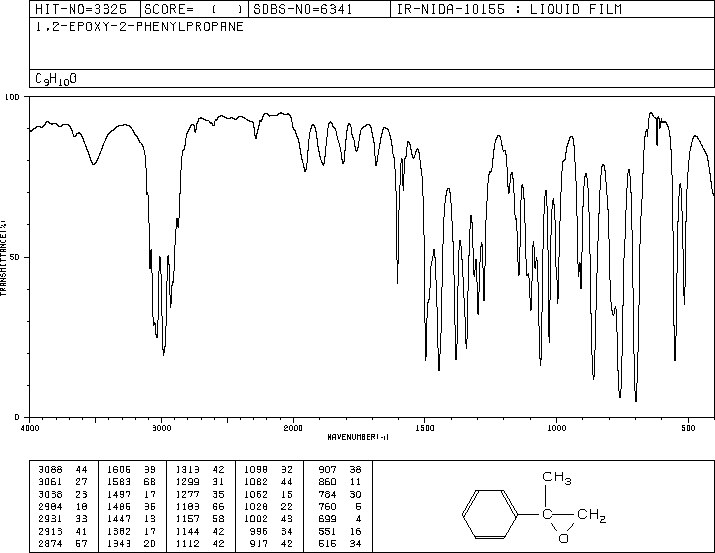 HIT-NO=3325 SCORE= ( ) SDBS-NO=6341 IR-NIDA-10155 : LIQUID FILM
1,2-EPOXY-2-PHENYLPROPANE
C9H10O
100
50
0
TRANSMITTANCE(%)
4000 3000 2000 1500 1000 500
WAVENUMBER(-1)
3088 44 1606 39 1313 42 1098 32 907 38
3061 27 1583 68 1299 31 1082 44 860 11
3038 23 1497 17 1277 35 1062 15 784 30
2984 18 1486 36 1183 66 1028 22 760 5
2931 33 1447 13 1157 58 1002 43 699 4
2913 41 1382 17 1144 42 996 34 551 16
2874 57 1343 20 1112 42 917 42 516 34
CH3
C CH2
O